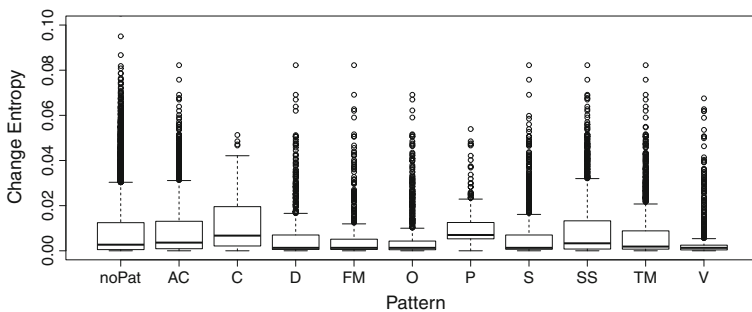 0.10
0.08
0.06
0.04
0.02
0.00
Change Entropy
noPat AC C D FM O P S SS TM V
Pattern